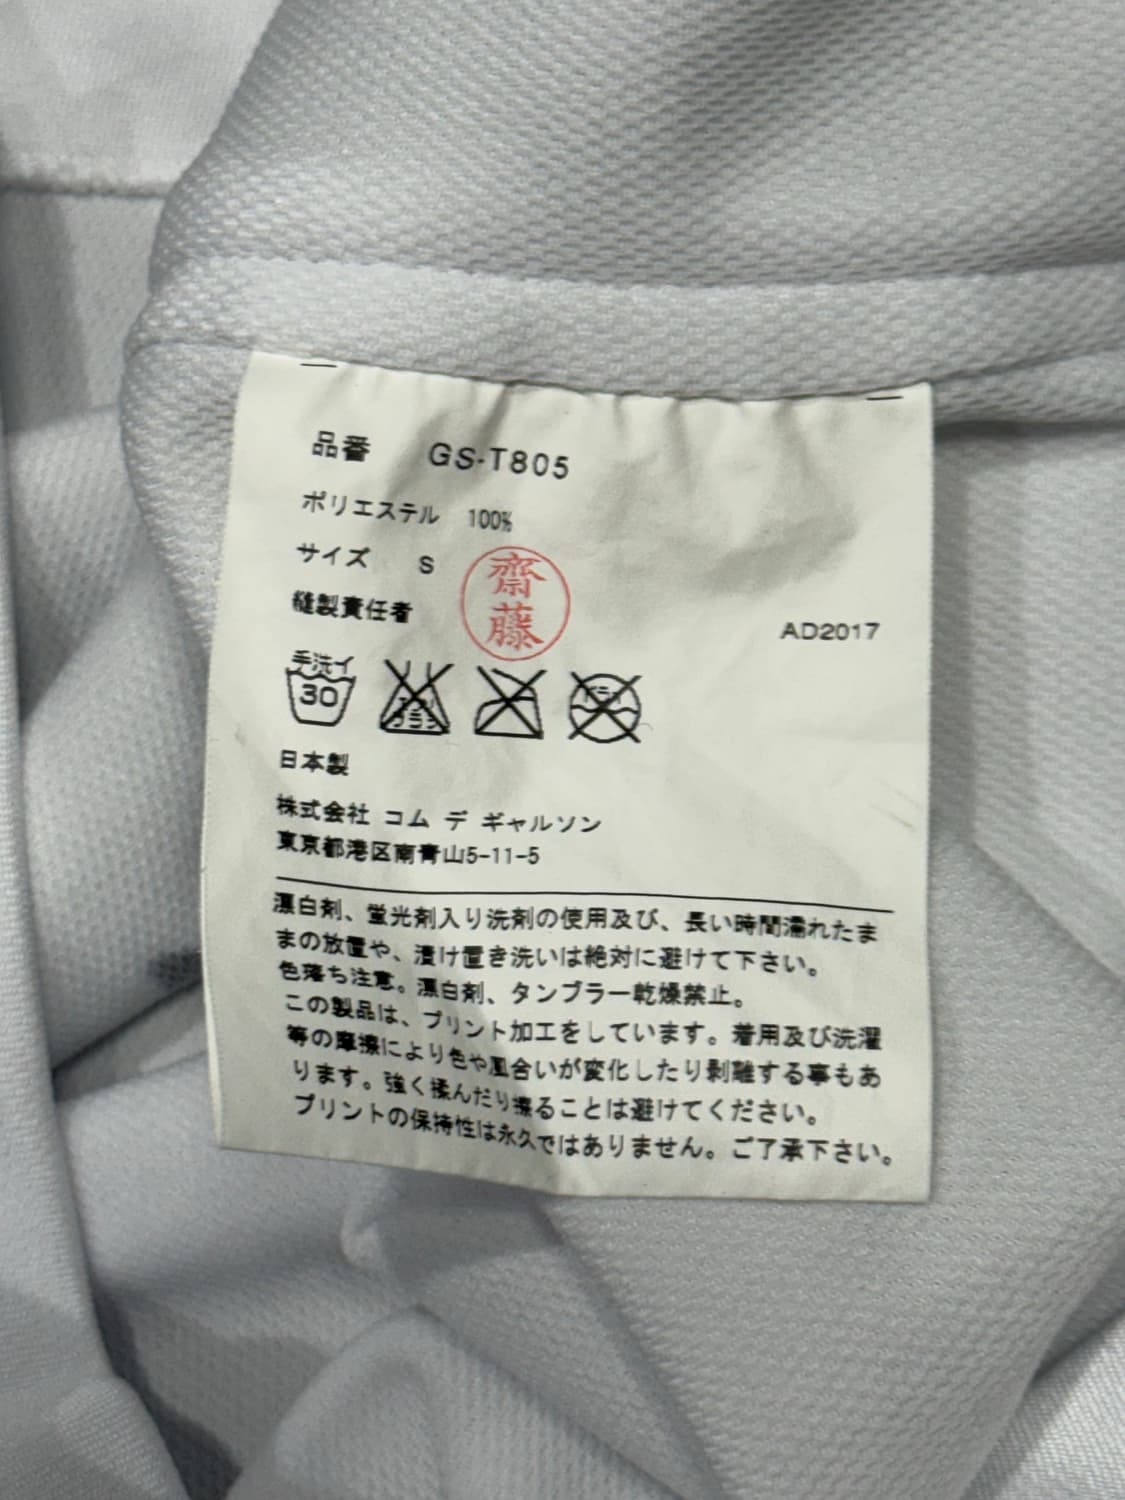 品番 GS-T805
ポリエステル 100%
サイズ S
縫製責任者
齋藤
AD2017
手洗イ
30
エンソ
サラシ
ドライ
日本製
株式会社 コム デ ギャルソン
東京都港区南青山5-11-5
漂白剤、蛍光剤入り洗剤の使用及び、長い時間濡れたま
まの放置や、漬け置き洗いは絶対に避けて下さい。
色落ち注意。漂白剤、タンブラー乾燥禁止。
この製品は、プリント加工をしています。着用及び洗濯
等の摩擦により色や風合いが変化したり剥離する事もあ
ります。強く揉んだり擦ることは避けてください。
プリントの保持性は永久ではありません。ご了承下さい。